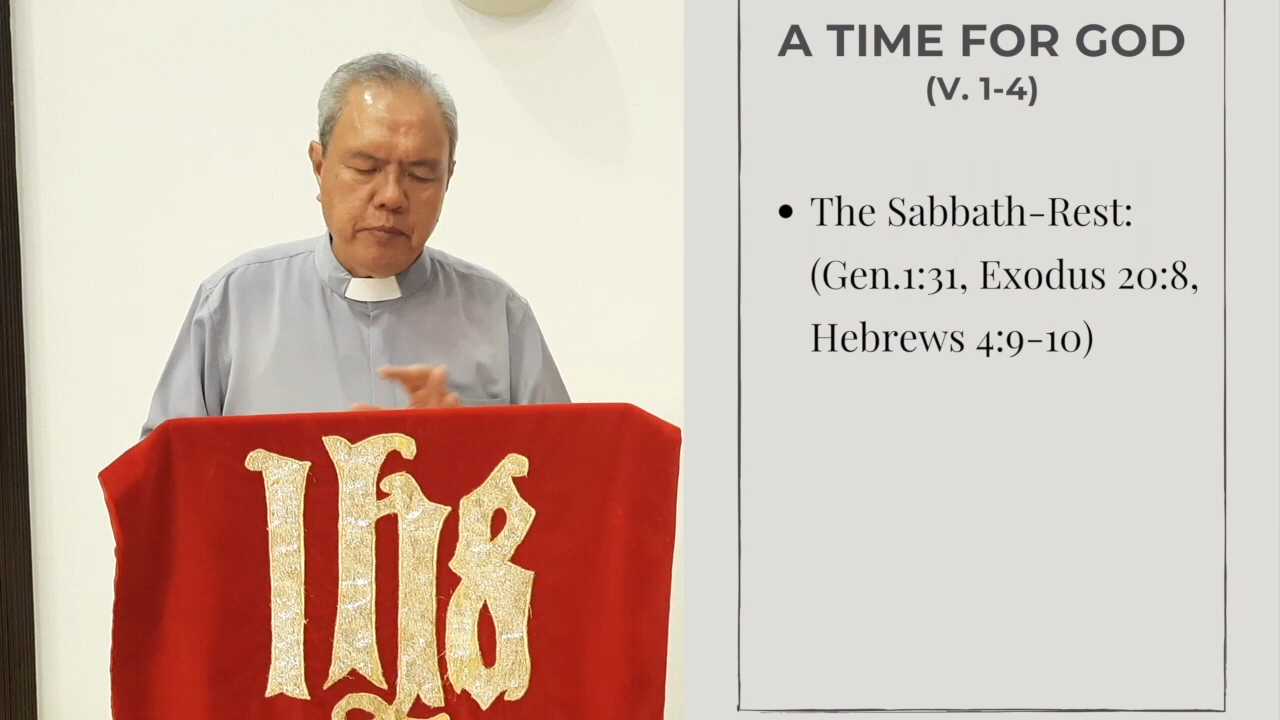 IHS
A TIME FOR GOD
(V. 1-4)
• The Sabbath-Rest:
(Gen.1:31, Exodus 20:8,
Hebrews 4:9-10)